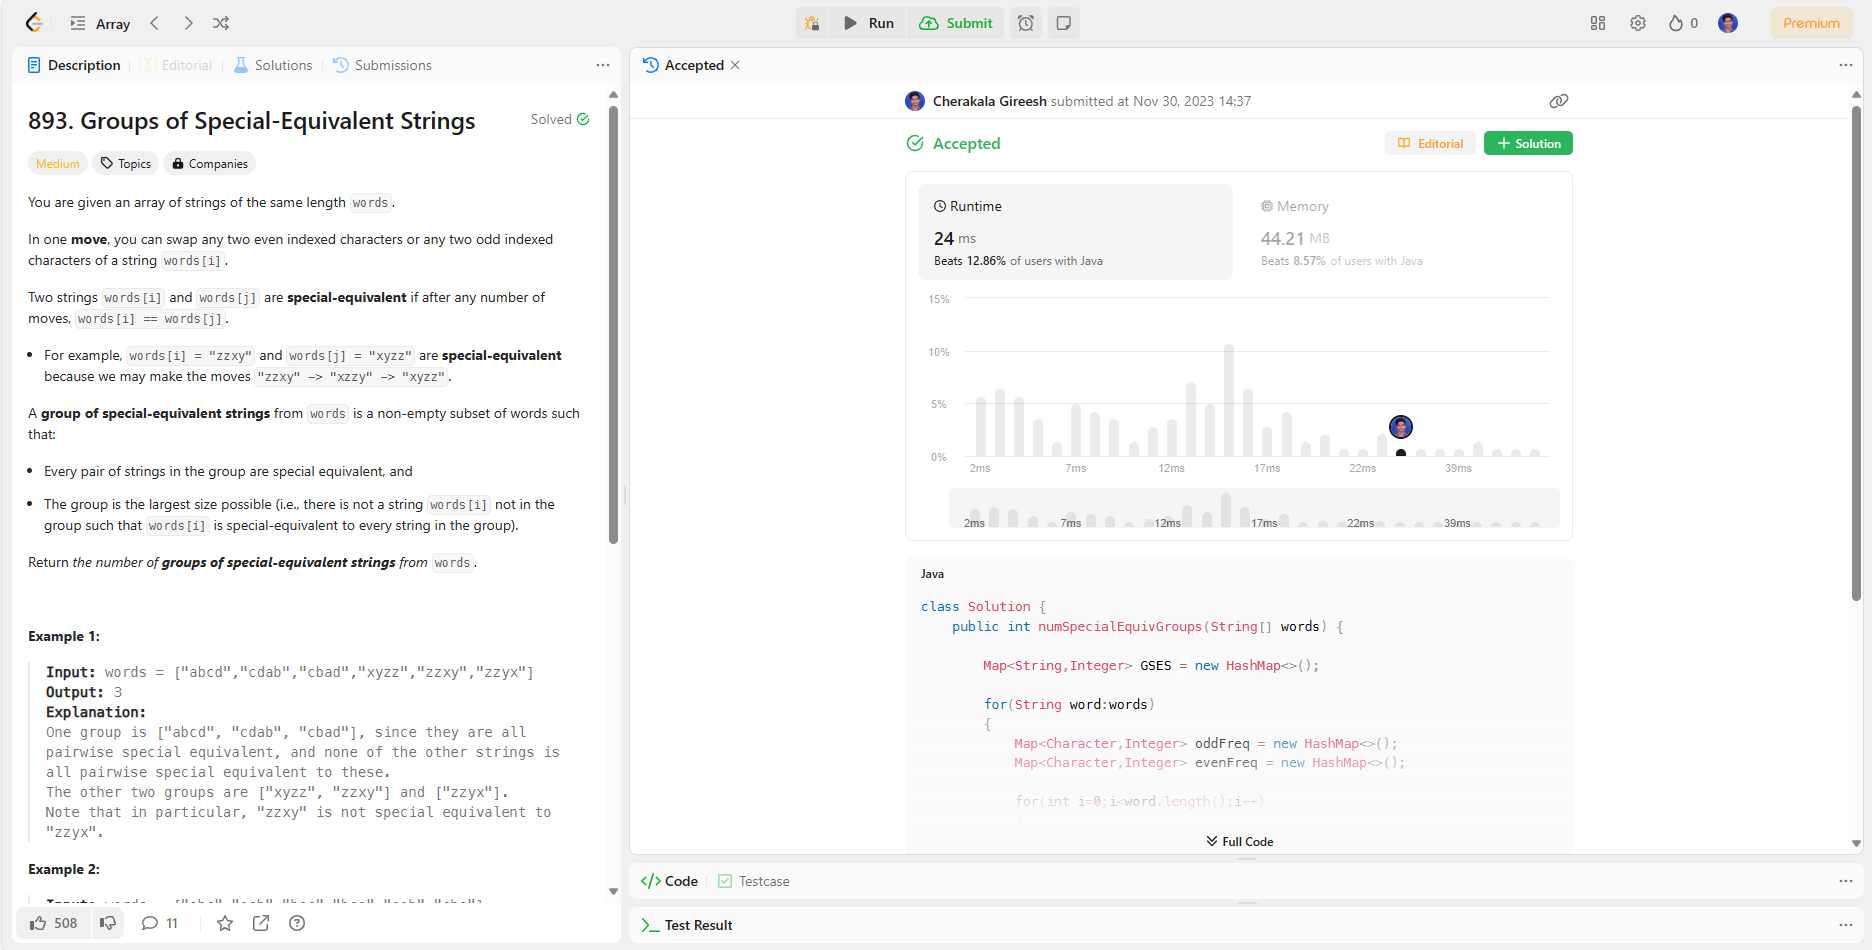 Array
Run
Submit
0
Premium
Description
Editorial
Solutions
Submissions
893. Groups of Special-Equivalent Strings
Solved
Medium
Topics
Companies
You are given an array of strings of the same length words.
In one move, you can swap any two even indexed characters or any two odd indexed
characters of a string words[i].
Two strings words[i] and words[j] are special-equivalent if after any number of
moves, words[i] == words[j].
• For example, words[i] = "zzxy" and words[j] = "xyzz" are special-equivalent
because we may make the moves "zzxy" -> "xzzy" -> "xyzz".
A group of special-equivalent strings from words is a non-empty subset of words such
that:
• Every pair of strings in the group are special equivalent, and
• The group is the largest size possible (i.e., there is not a string words[i] not in the
group such that words[i] is special-equivalent to every string in the group).
Return the number of groups of special-equivalent strings from words.
Example 1:
Input: words = ["abcd","cdab","cbad","xyzz","zzxy","zzyx"]
Output: 3
Explanation:
One group is ["abcd", "cdab", "cbad"], since they are all
pairwise special equivalent, and none of the other strings is
all pairwise special equivalent to these.
The other two groups are ["xyzz", "zzxy"] and ["zzyx"].
Note that in particular, "zzxy" is not special equivalent to
"zzyx".
Example 2:
508
11
Accepted
Cherakala Gireesh submitted at Nov 30, 2023 14:37
Accepted
Editorial
Solution
Runtime
24 ms
Beats 12.86% of users with Java
Memory
44.21 MB
Beats 8.57% of users with Java
15%
10%
5%
0%
2ms 7ms 12ms 17ms 22ms 39ms
2ms 7ms 12ms 17ms 22ms 39ms
Java
class Solution {
public int numSpecialEquivGroups(String[] words) {
Map<String,Integer> GSES = new HashMap<>();
for(String word:words)
{
Map<Character,Integer> oddFreq = new HashMap<>();
Map<Character,Integer> evenFreq = new HashMap<>();
for(int i=0;i<word.length();i++)
Full Code
Code
Testcase
Test Result